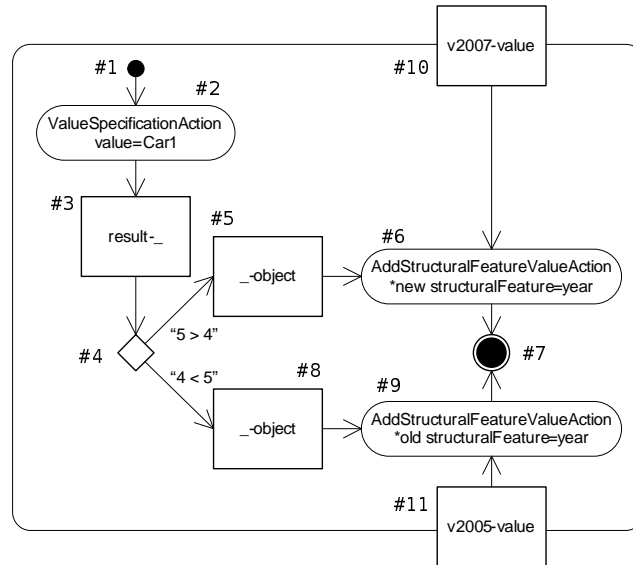 v2007-value
#1
#10
#2
ValueSpecificationAction
value=Car1
#3
result-_
#5
_-object
#6
AddStructuralFeatureValueAction
*new structuralFeature=year
“5 > 4”
#4
#7
“4 < 5”
#8
_-object
#9
AddStructuralFeatureValueAction
*old structuralFeature=year
#11
v2005-value